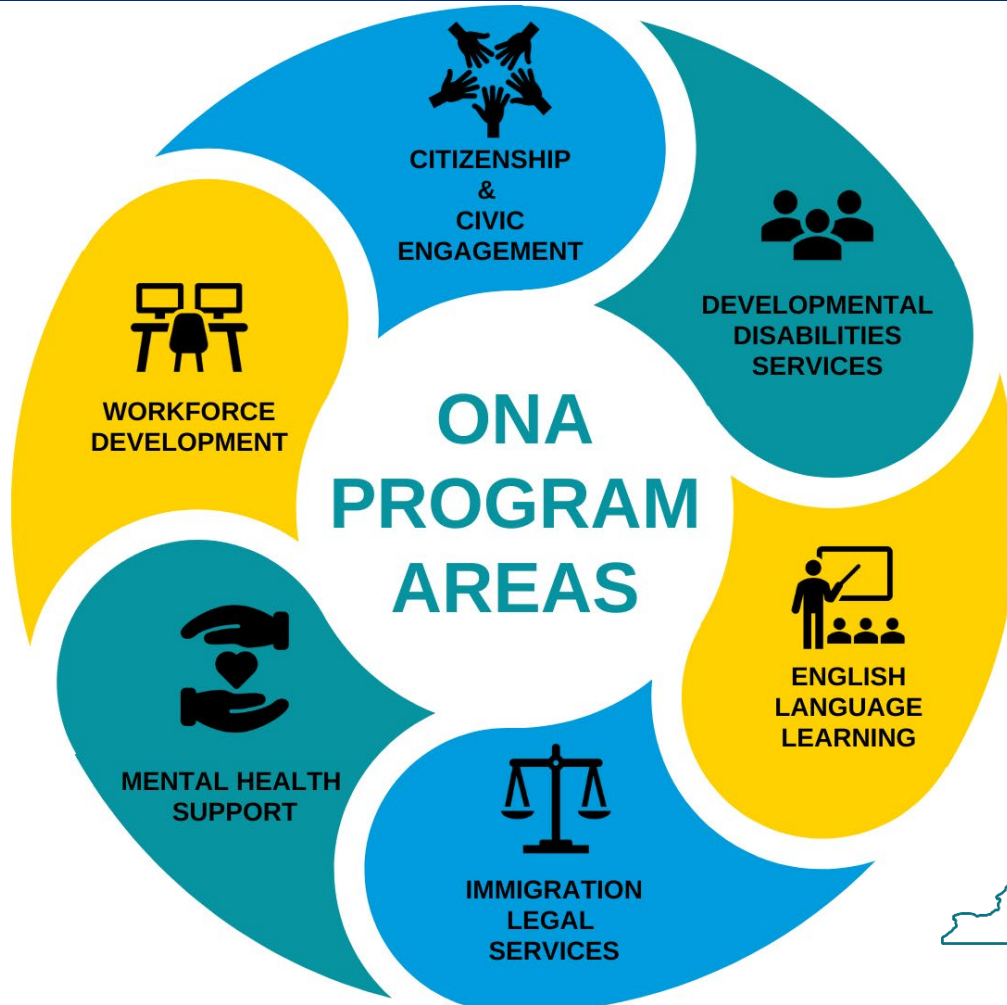 CITIZENSHIP
&
CIVIC
ENGAGEMENT
DEVELOPMENTAL
DISABILITIES
SERVICES
ENGLISH
LANGUAGE
LEARNING
IMMIGRATION
LEGAL
SERVICES
MENTAL HEALTH
SUPPORT
WORKFORCE
DEVELOPMENT
ONA
PROGRAM
AREAS